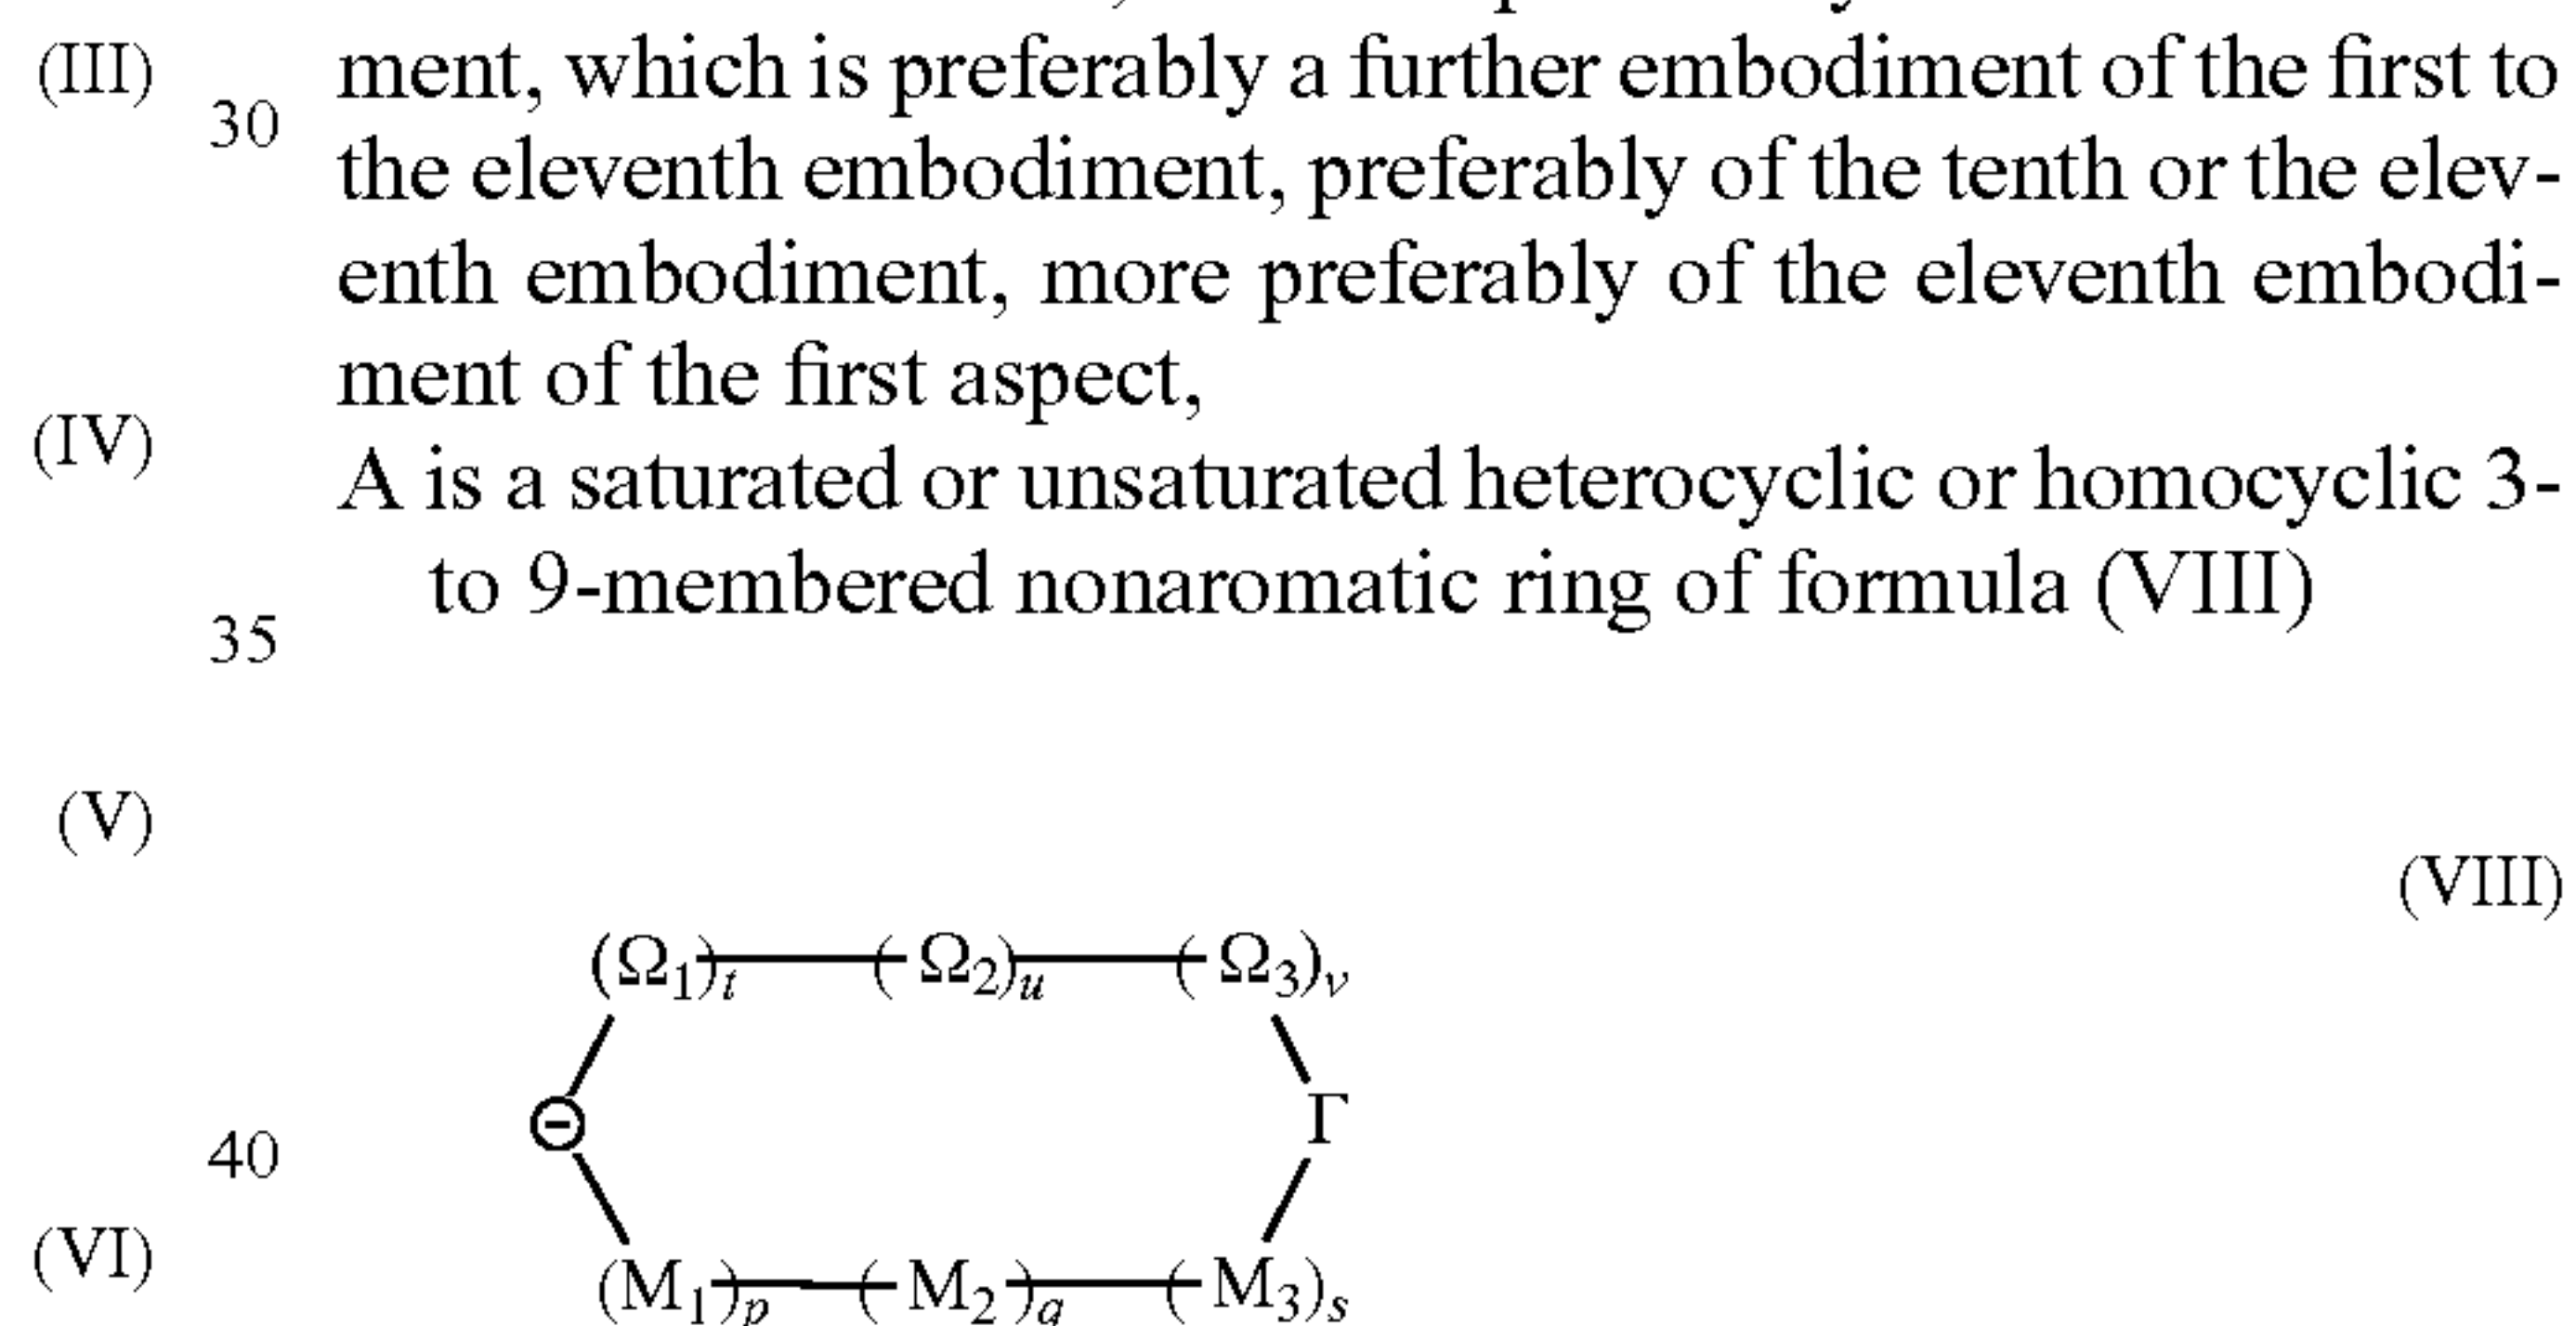 (III)
30
ment, which is preferably a further embodiment of the first to
the eleventh embodiment, preferably of the tenth or the elev-
enth embodiment, more preferably of the eleventh embodi-
ment of the first aspect,
(IV)
A is a saturated or unsaturated heterocyclic or homocyclic 3-
to 9-membered nonaromatic ring of formula (VIII)
35
(V)
(VIII)
(Ω1)t—(Ω2)u—(Ω3)v
⊖ Γ
40
(VI)
(M1)p—(M2)q—(M3)s